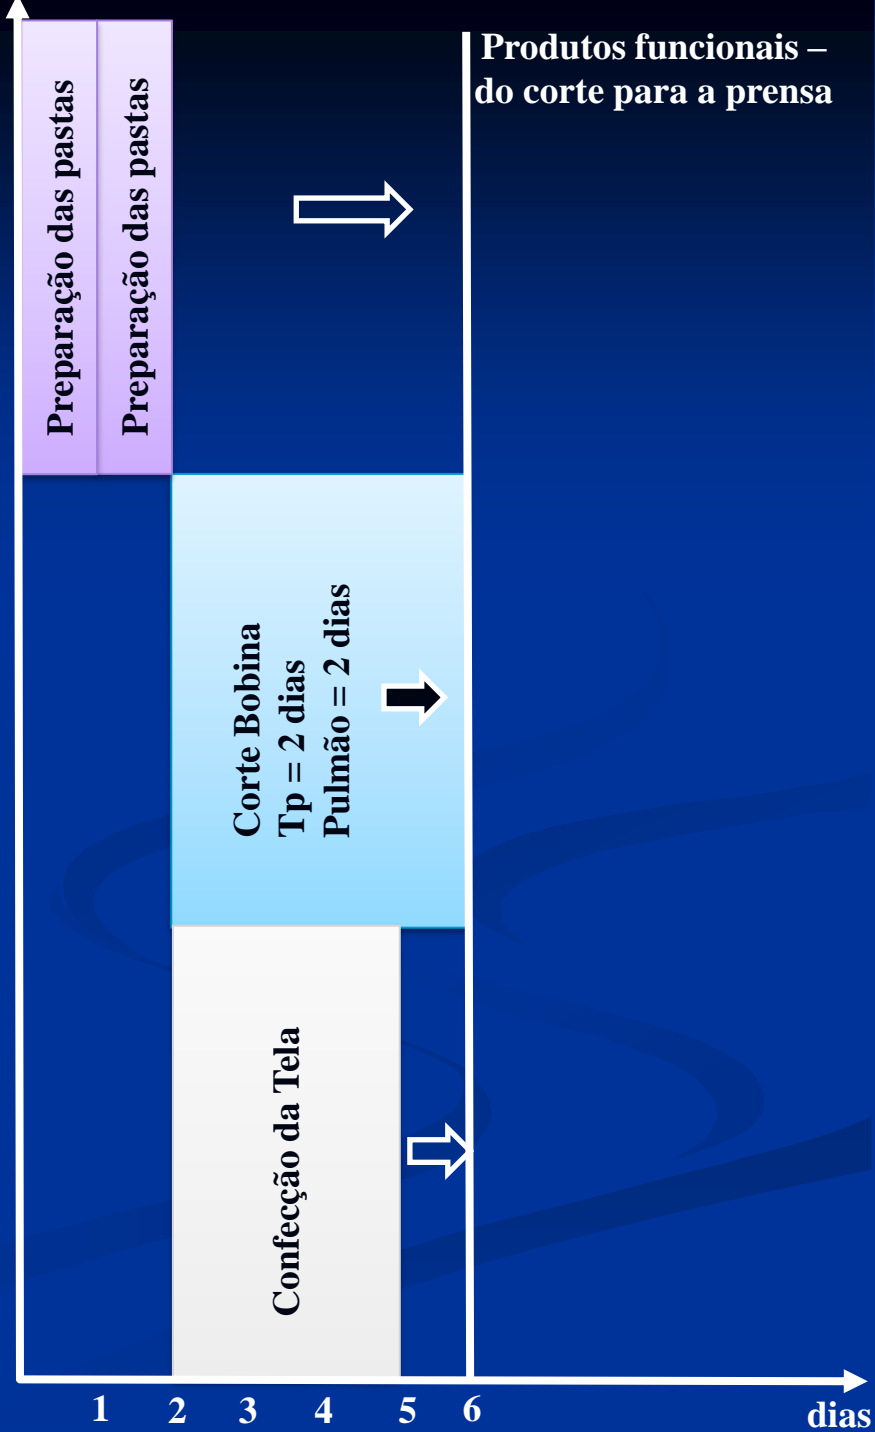 Produtos funcionais –
do corte para a prensa
Preparação das pastas
Preparação das pastas
Corte Bobina
Tp = 2 dias
Pulmão = 2 dias
Confecção da Tela
1 2 3 4 5 6
dias